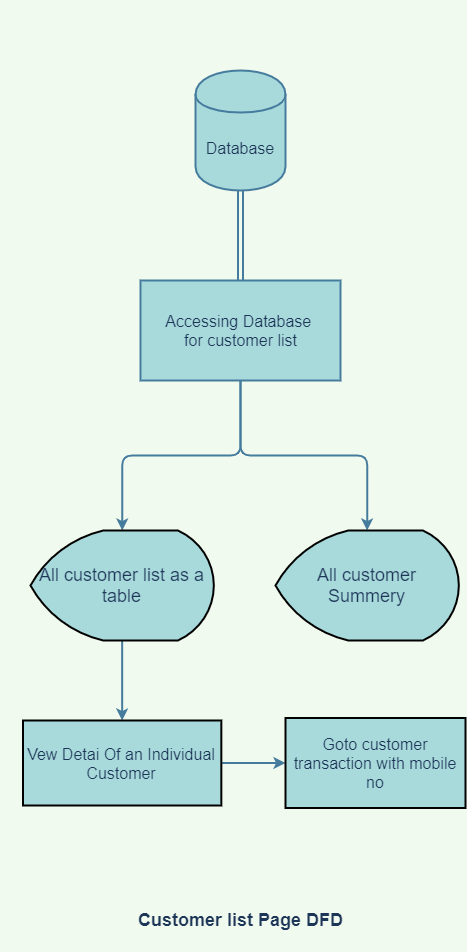 Database
Accessing Database
for customer list
All customer list as a
table
All customer
Summery
Vew Detai Of an Individual
Customer
Goto customer
transaction with mobile
no
Customer list Page DFD